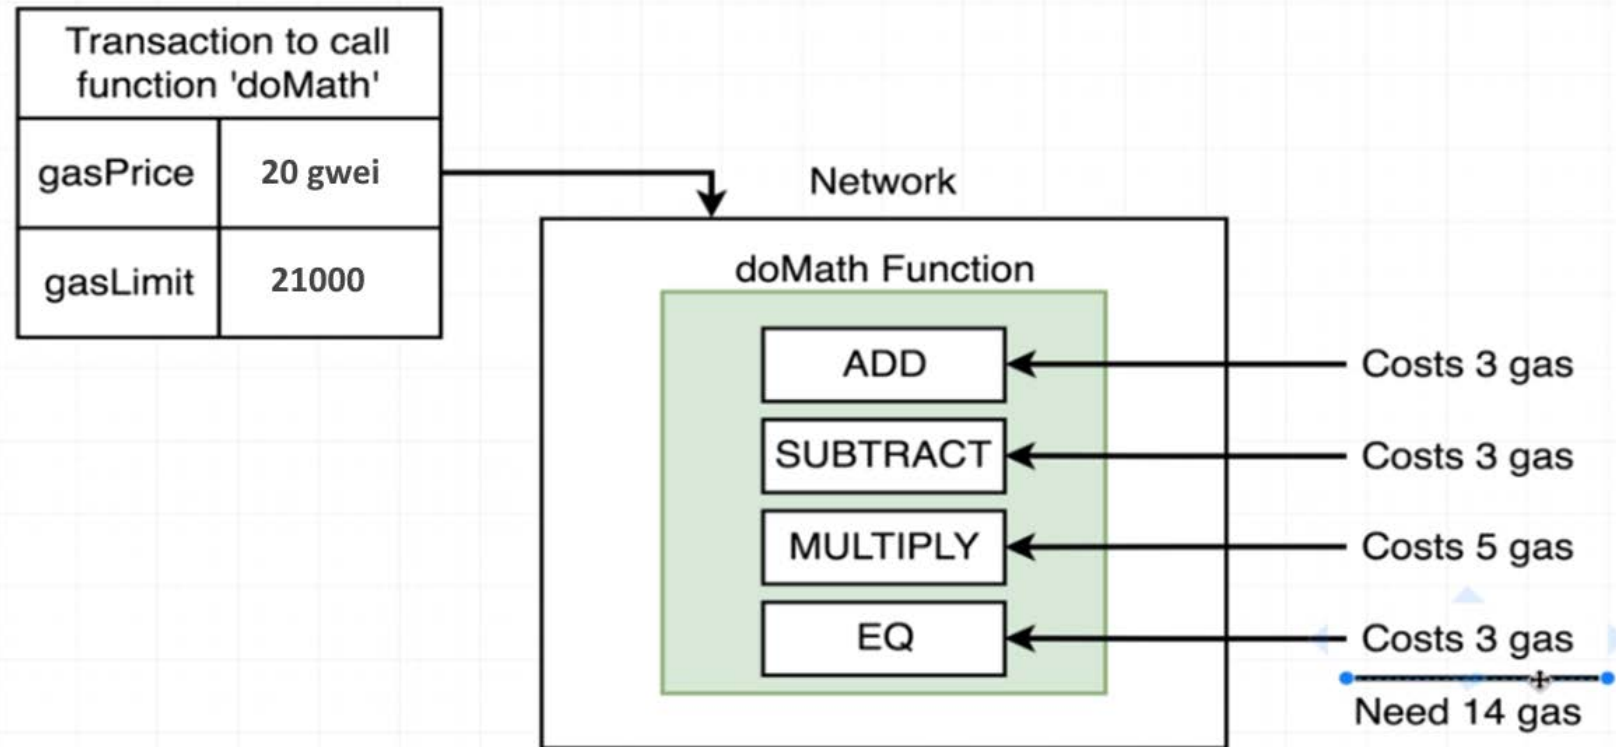 Transaction to call
function 'doMath'
gasPrice
20 gwei
gasLimit
21000
Network
doMath Function
ADD
Costs 3 gas
SUBTRACT
Costs 3 gas
MULTIPLY
Costs 5 gas
EQ
Costs 3 gas
Need 14 gas